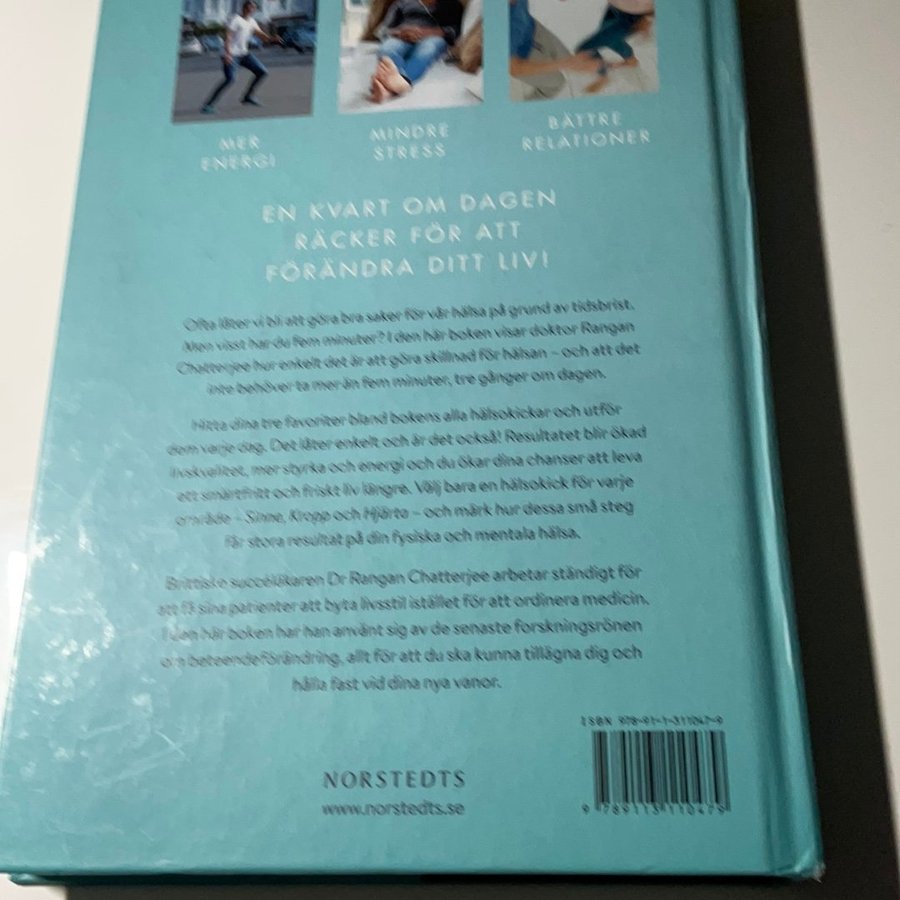 MER
ENERGI
MINDRE
STRESS
BÄTTRE
RELATIONER
EN KVART OM DAGEN
RÄCKER FÖR ATT
FÖRÄNDRA DITT LIV!
Ofta låter vi bli att göra bra saker för vår hälsa på grund av tidsbrist.
Men visst har du fem minuter? I den här boken visar doktor Rangan
Chatterjee hur enkelt det är att göra skillnad för hälsan – och att det
inte behöver ta mer än fem minuter, tre gånger om dagen.
Hitta dina tre favoriter bland bokens alla hälsokickar och utför
dem varje dag. Det låter enkelt och är det också! Resultatet blir ökad
livskvalitet, mer styrka och energi och du ökar dina chanser att leva
ett smärtfritt och friskt liv längre. Välj bara en hälsokick för varje
område – Sinne, Kropp och Hjärta – och märk hur dessa små steg
får stora resultat på din fysiska och mentala hälsa.
Brittiske succéläkaren Dr Rangan Chatterjee arbetar ständigt för
att få sina patienter att byta livsstil istället för att ordinera medicin.
I den här boken har han använt sig av de senaste forskningsrönen
om beteendeförändring, allt för att du ska kunna tillägna dig och
hålla fast vid dina nya vanor.
ISBN 978-91-1-311047-9
NORSTEDTS
www.norstedts.se
9 789113 110479